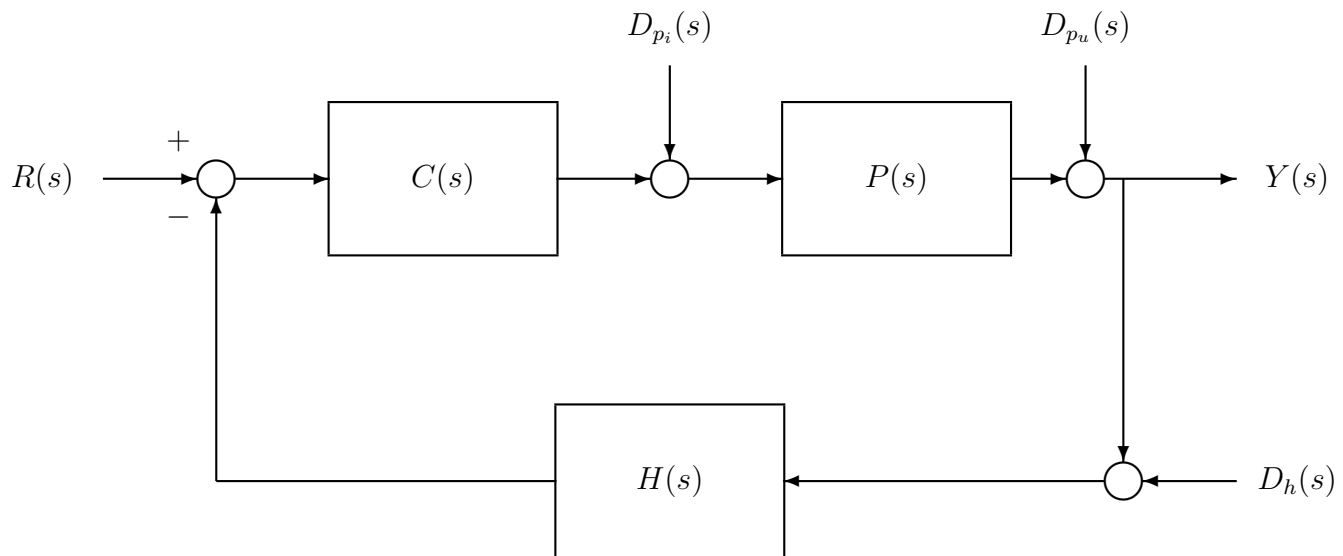 D_{p_i}(s)
D_{p_u}(s)
+
R(s)
C(s)
P(s)
Y(s)
−
H(s)
D_h(s)